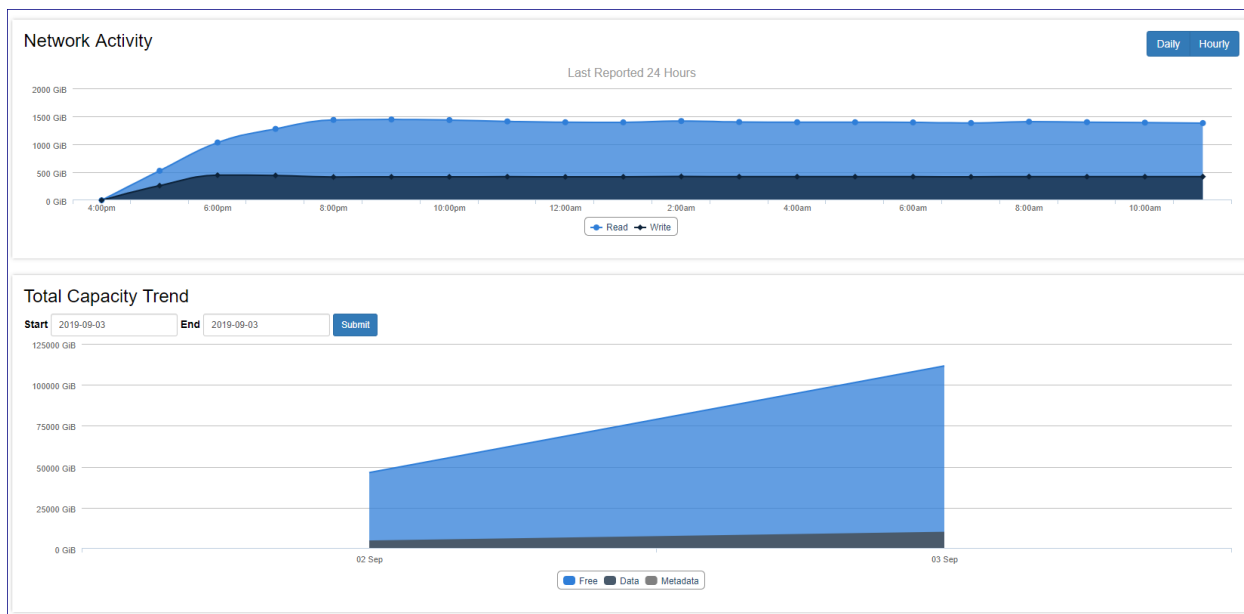 Network Activity
Daily Hourly
Last Reported 24 Hours
2000 GiB
1500 GiB
1000 GiB
500 GiB
0 GiB
4:00pm 6:00pm 8:00pm 10:00pm 12:00am 2:00am 4:00am 6:00am 8:00am 10:00am
Read Write
Total Capacity Trend
Start 2019-09-03 End 2019-09-03 Submit
125000 GiB
100000 GiB
75000 GiB
50000 GiB
25000 GiB
0 GiB
02 Sep 03 Sep
Free Data Metadata